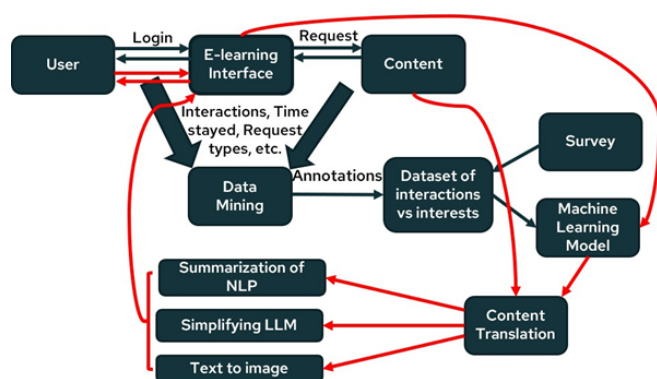 Login
Request
User
E-learning
Interface
Content
Interactions, Time
stayed, Request
types, etc.
Survey
Data
Mining
Annotations
Dataset of
interactions
vs interests
Machine
Learning
Model
Summarization of
NLP
Simplifying LLM
Text to image
Content
Translation